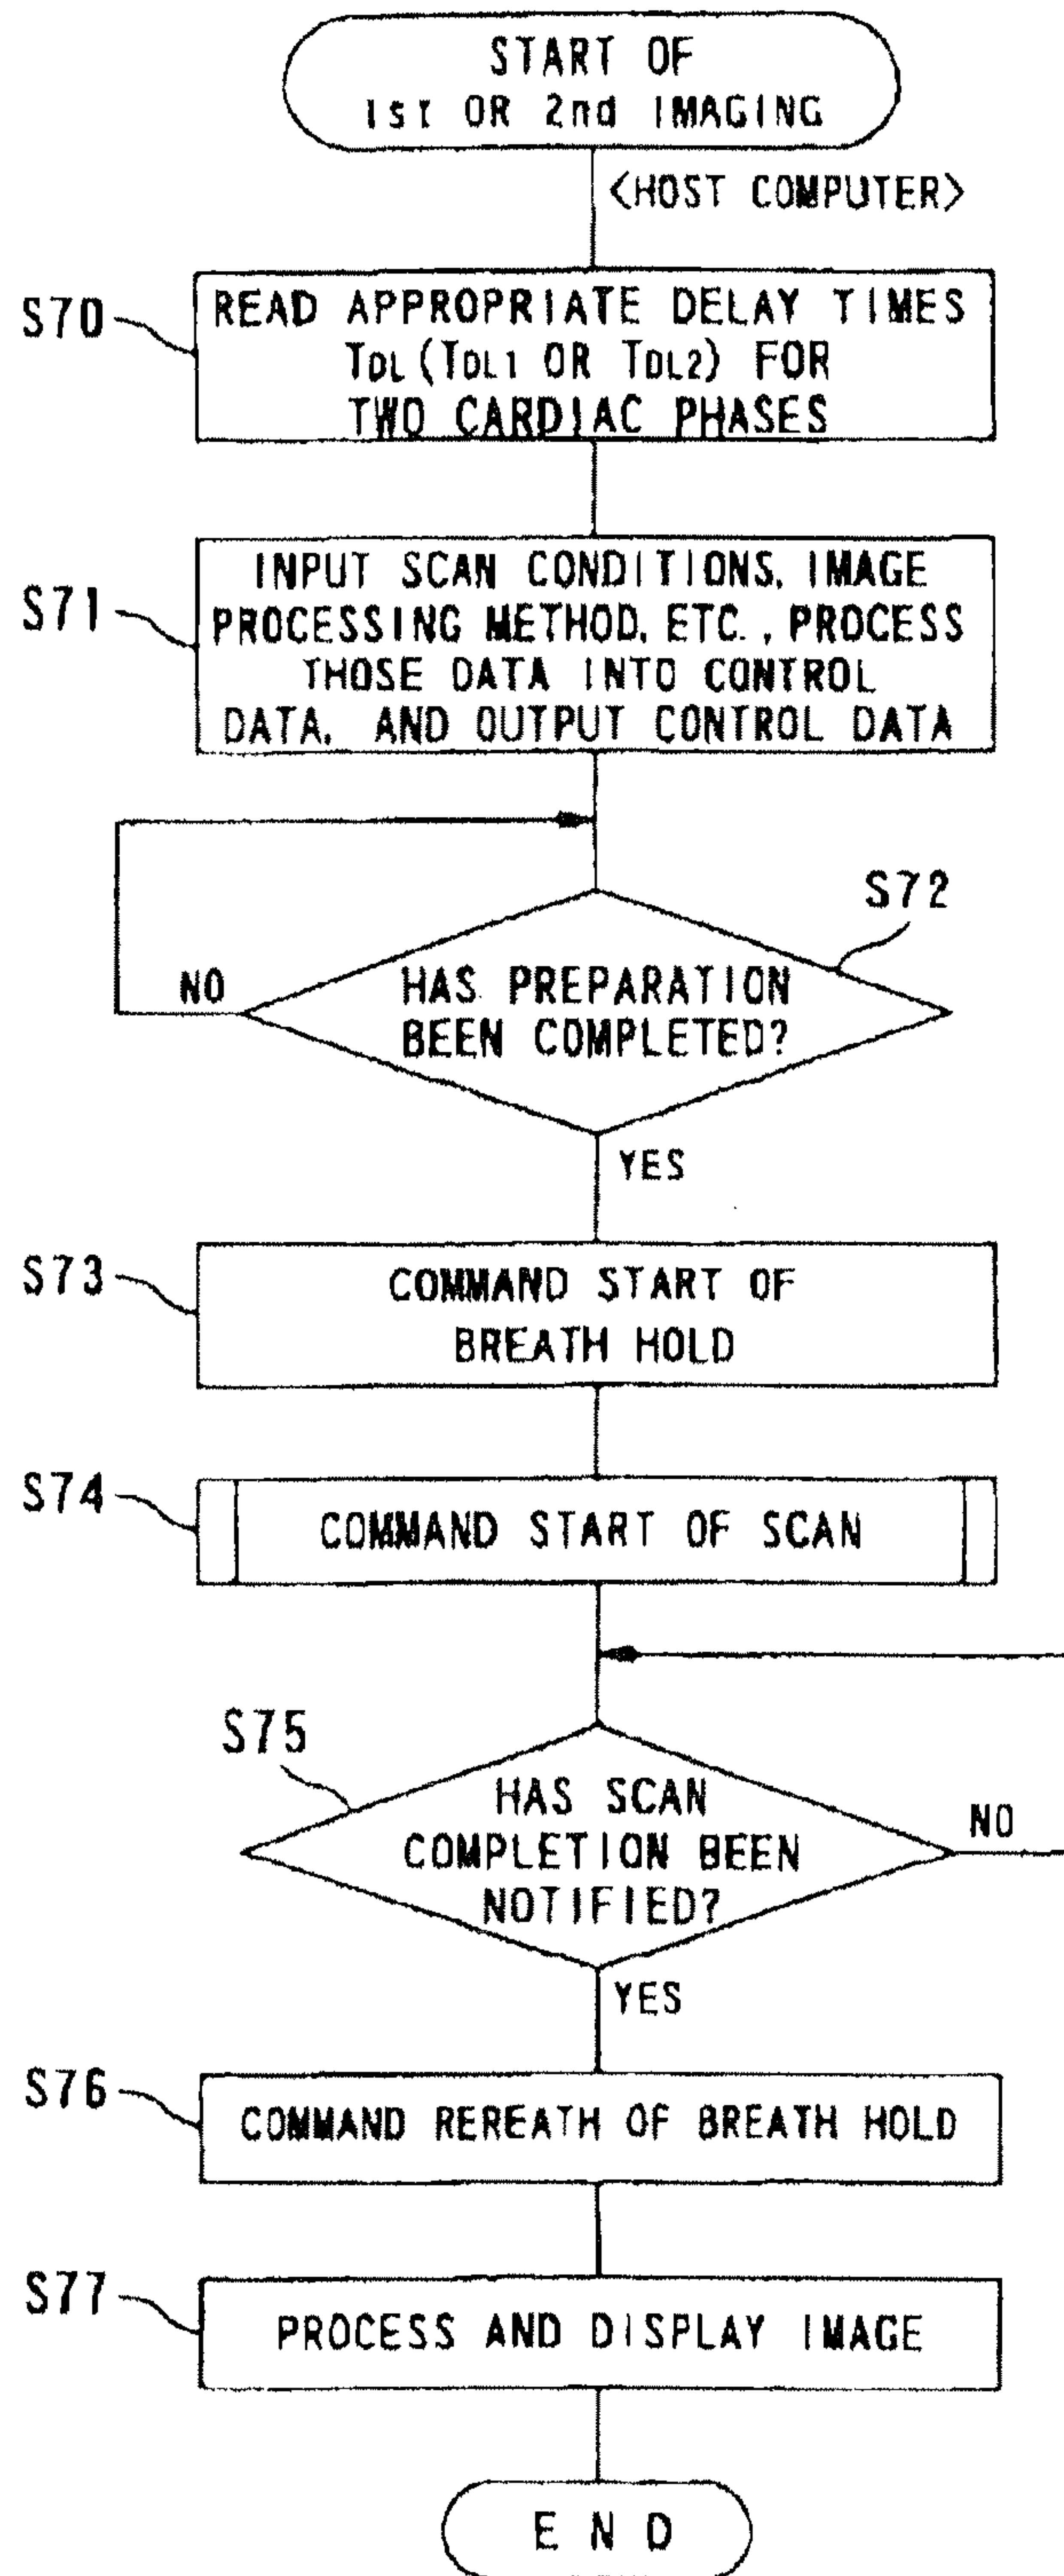 START OF
1st OR 2nd IMAGING
<HOST COMPUTER>
S70
READ APPROPRIATE DELAY TIMES
TDL (TDL1 OR TDL2) FOR
TWO CARDIAC PHASES
S71
INPUT SCAN CONDITIONS, IMAGE
PROCESSING METHOD, ETC., PROCESS
THOSE DATA INTO CONTROL
DATA, AND OUTPUT CONTROL DATA
S72
NO
HAS PREPARATION
BEEN COMPLETED?
YES
S73
COMMAND START OF
BREATH HOLD
S74
COMMAND START OF SCAN
S75
HAS SCAN
COMPLETION BEEN
NOTIFIED?
NO
YES
S76
COMMAND REREATH OF BREATH HOLD
S77
PROCESS AND DISPLAY IMAGE
END